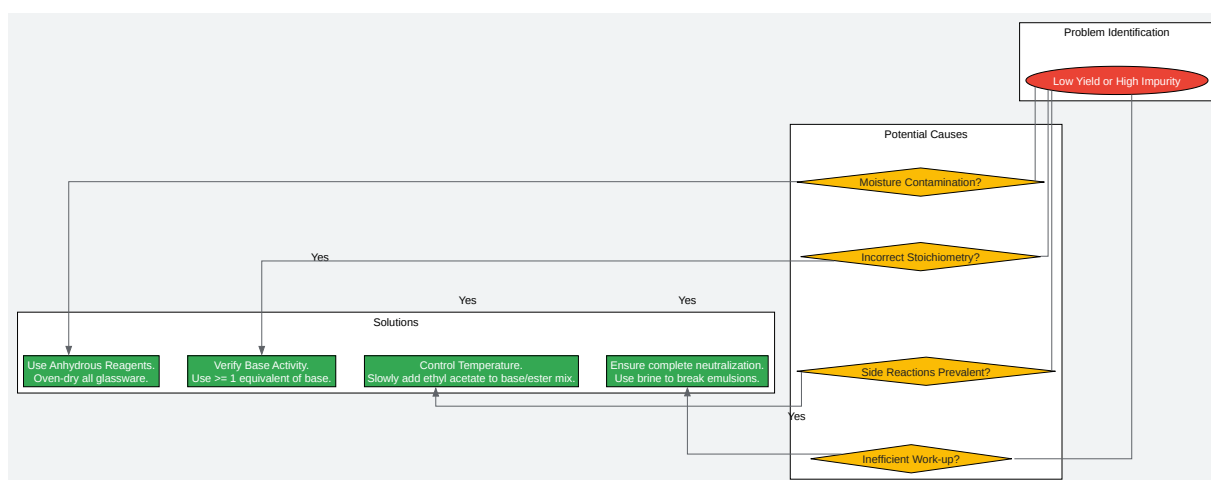 Problem Identification
Low Yield or High Impurity
Potential Causes
Moisture Contamination?
Incorrect Stoichiometry?
Yes
Yes
Yes
Solutions
Use Anhydrous Reagents.
Oven-dry all glassware.
Verify Base Activity.
Use >= 1 equivalent of base.
Control Temperature.
Slowly add ethyl acetate to base/ester mix.
Ensure complete neutralization.
Use brine to break emulsions.
Side Reactions Prevalent?
Yes
Inefficient Work-up?